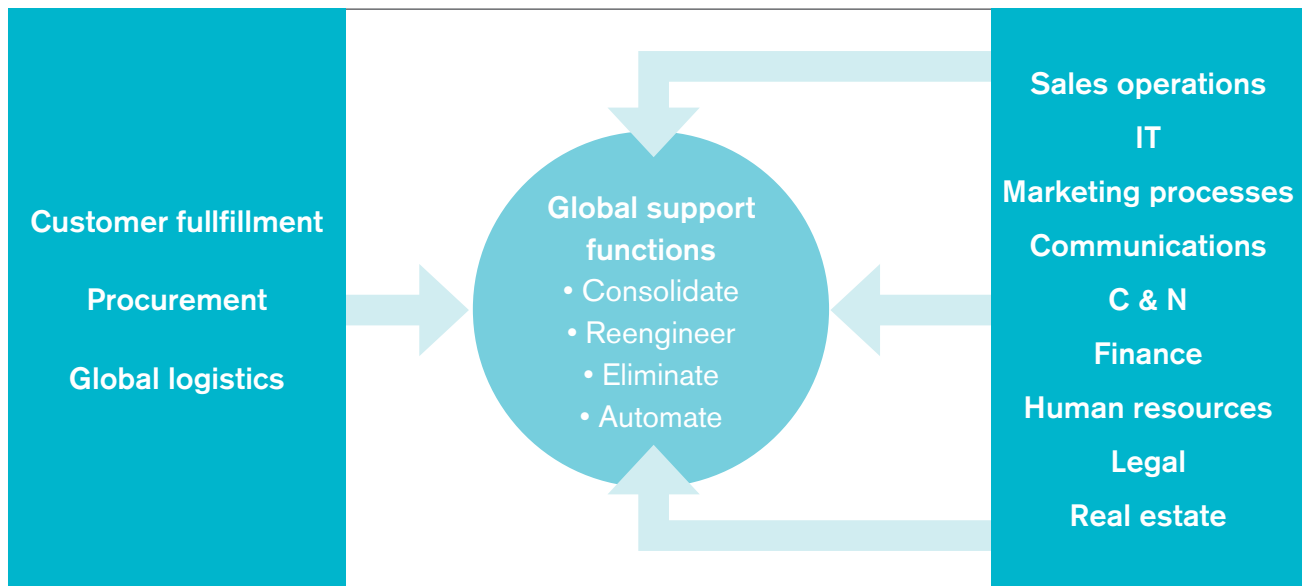 Customer fullfillment
Procurement
Global logistics
Global support
functions
• Consolidate
• Reengineer
• Eliminate
• Automate
Sales operations
IT
Marketing processes
Communications
C & N
Finance
Human resources
Legal
Real estate